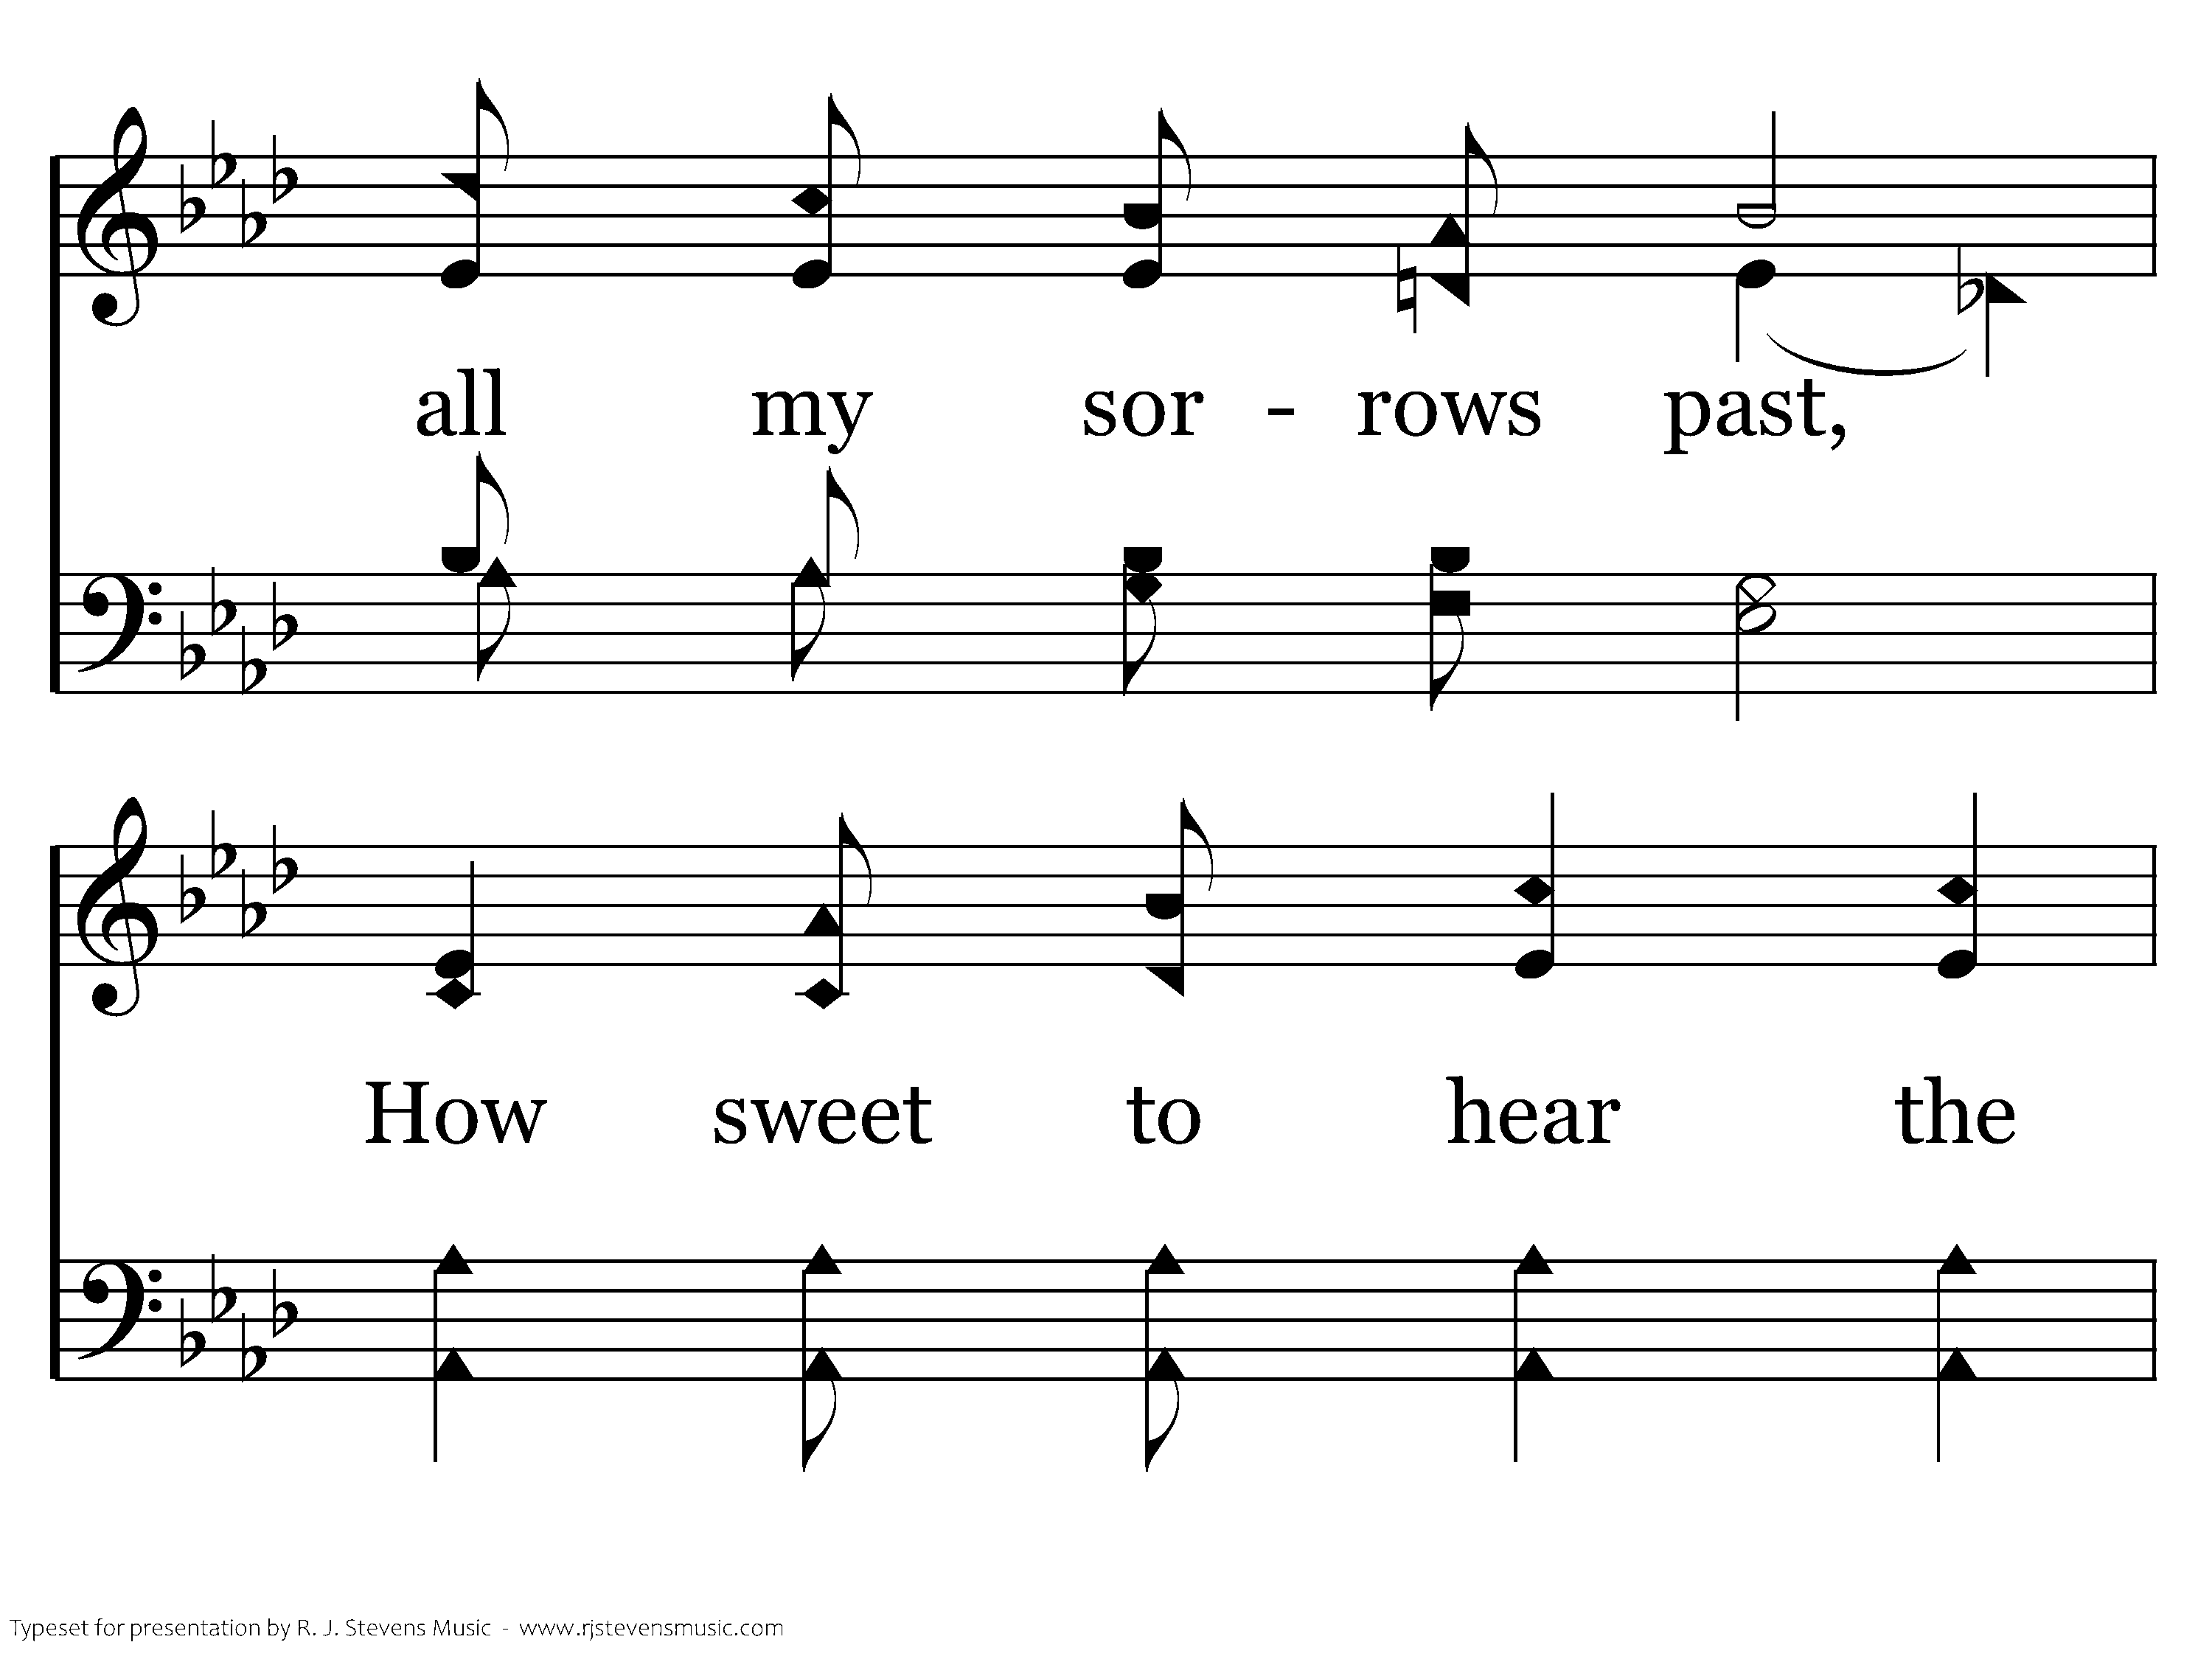 all my sor - rows past,
How sweet to hear the
Typeset for presentation by R. J. Stevens Music - www.rjstevensmusic.com